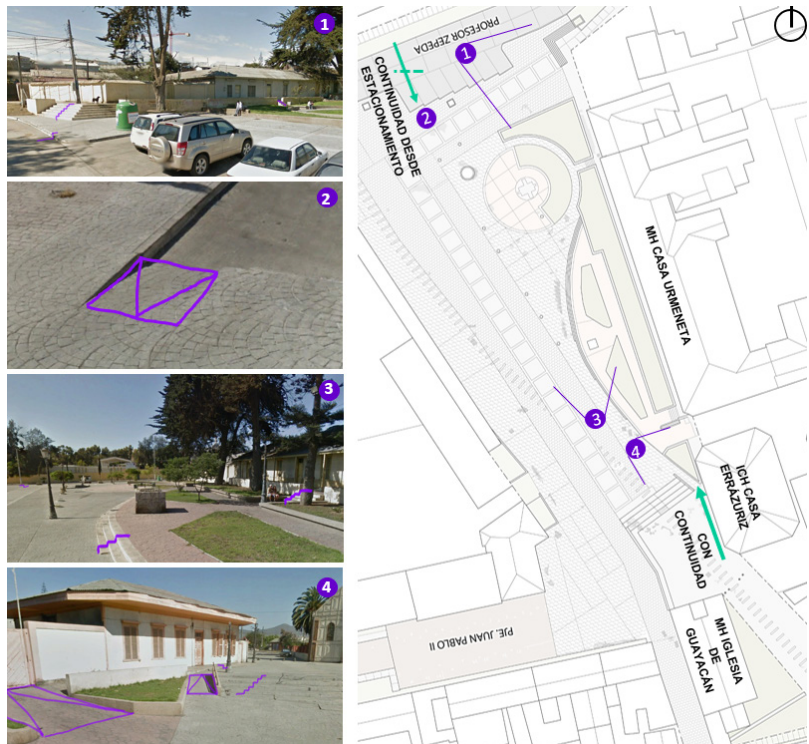 1
2
3
4
PROFESOR ZEPEDA
1
CONTINUIDAD DESDE
ESTACIONAMIENTO
2
MH CASA URMENETA
3
4
ICH CASA
ERRÁZURIZ
CON
CONTINUIDAD
PJE. JUAN PABLO II
MH IGLESIA
DE
GUAYACÁN